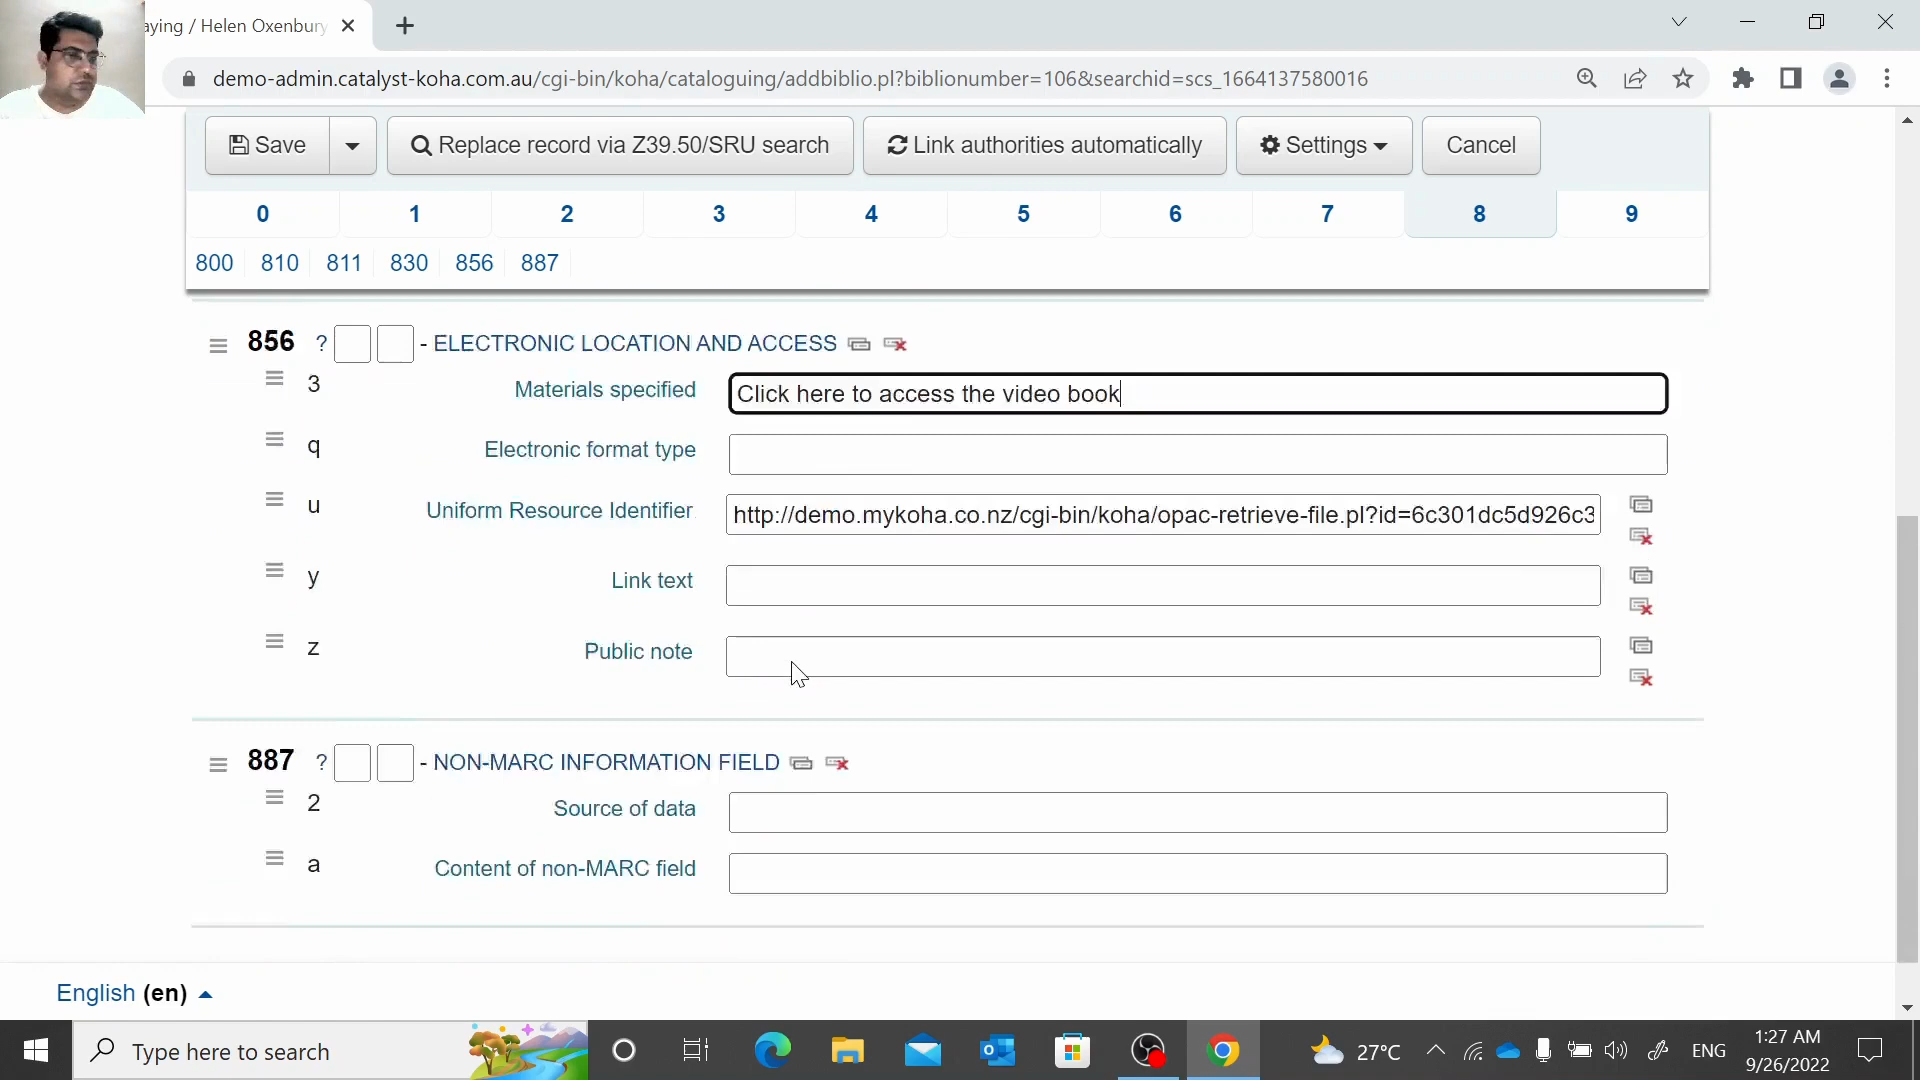 aying / Helen Oxenbury
demo-admin.catalyst-koha.com.au/cgi-bin/koha/cataloguing/addbiblio.pl?biblionumber=106&searchid=scs_1664137580016
Save Replace record via Z39.50/SRU search Link authorities automatically Settings Cancel
0 1 2 3 4 5 6 7 8 9
800 810 811 830 856 887
856 ? - ELECTRONIC LOCATION AND ACCESS
3 Materials specified Click here to access the video book
q Electronic format type
u Uniform Resource Identifier http://demo.mykoha.co.nz/cgi-bin/koha/opac-retrieve-file.pl?id=6c301dc5d926c3
y Link text
z Public note
887 ? - NON-MARC INFORMATION FIELD
2 Source of data
a Content of non-MARC field
English (en)
Type here to search 27°C ENG 1:27 AM
9/26/2022